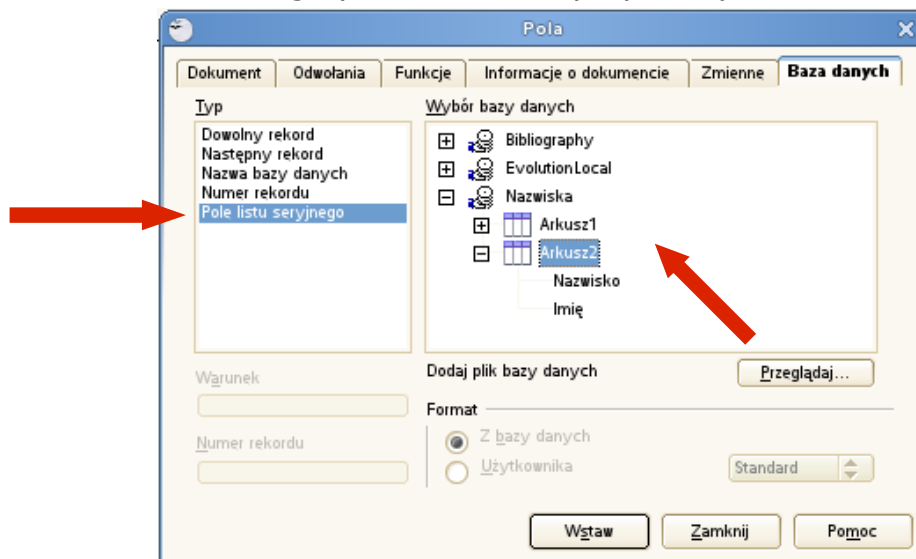 Pola
Dokument Odwołania Funkcje Informacje o dokumencie Zmienne Baza danych
Typ
Dowolny rekord
Następny rekord
Nazwa bazy danych
Numer rekordu
Pole listu seryjnego
Wybór bazy danych
Bibliography
EvolutionLocal
Nazwiska
Arkusz1
Arkusz2
Nazwisko
Imię
Warunek
Numer rekordu
Dodaj plik bazy danych Przeglądaj...
Format
Z bazy danych
Użytkownika Standard
Wstaw Zamknij Pomoc